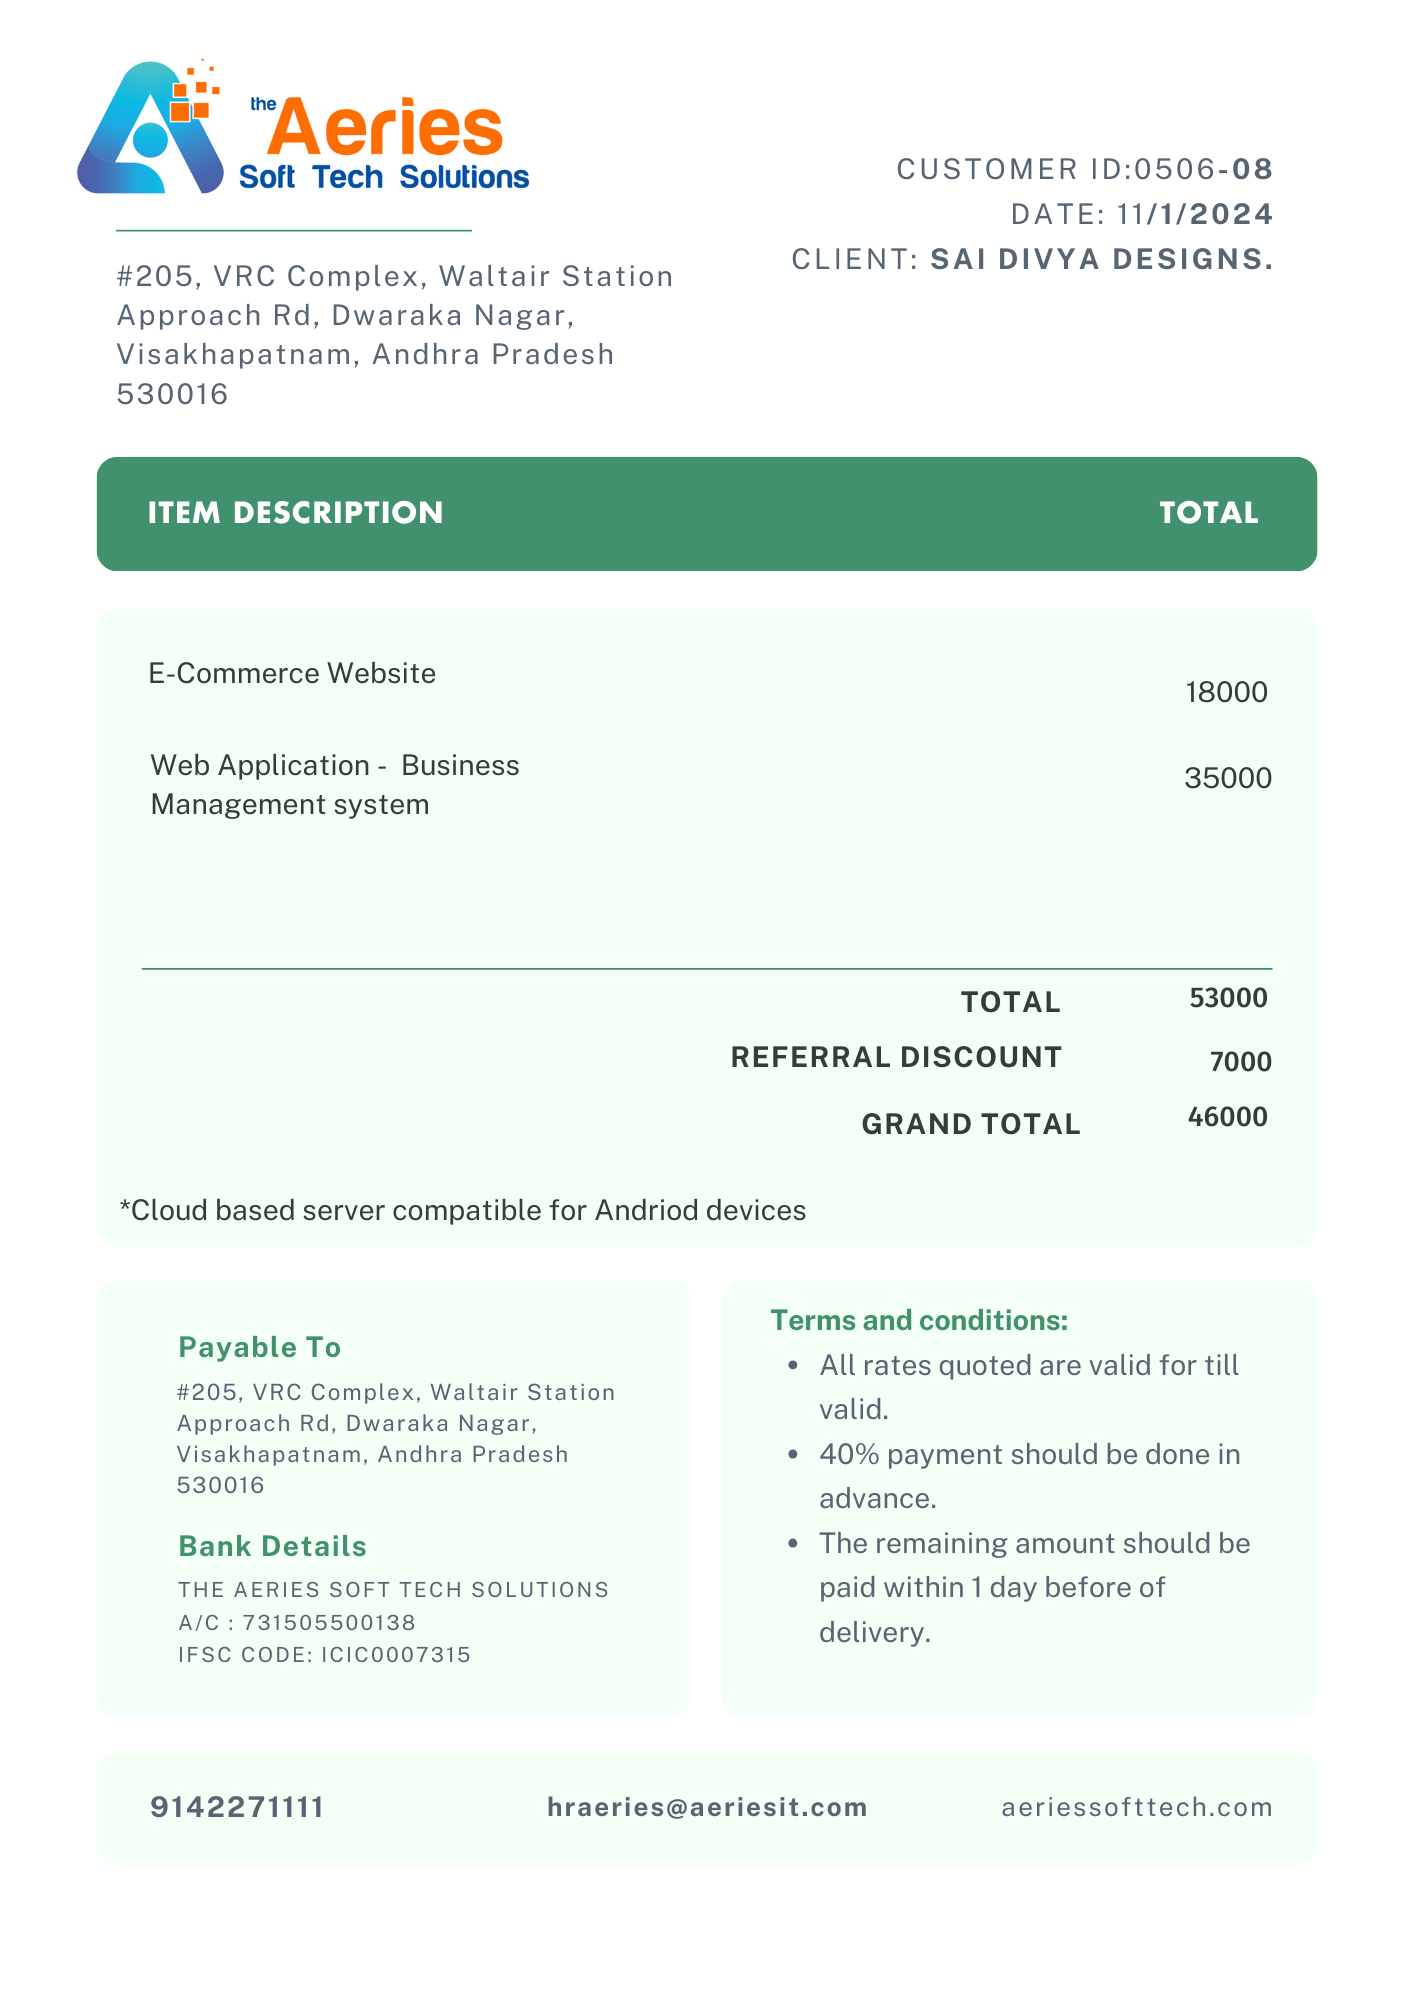 the
Aeries
Soft Tech Solutions
CUSTOMER ID:0506-08
DATE: 11/1/2024
CLIENT: SAI DIVYA DESIGNS.
#205, VRC Complex, Waltair Station
Approach Rd, Dwaraka Nagar,
Visakhapatnam, Andhra Pradesh
530016
ITEM DESCRIPTION TOTAL
E-Commerce Website 18000
Web Application - Business
Management system 35000
TOTAL 53000
REFERRAL DISCOUNT 7000
GRAND TOTAL 46000
*Cloud based server compatible for Andriod devices
Payable To
#205, VRC Complex, Waltair Station
Approach Rd, Dwaraka Nagar,
Visakhapatnam, Andhra Pradesh
530016
Bank Details
THE AERIES SOFT TECH SOLUTIONS
A/C : 731505500138
IFSC CODE: ICIC0007315
Terms and conditions:
• All rates quoted are valid for till
valid.
• 40% payment should be done in
advance.
• The remaining amount should be
paid within 1 day before of
delivery.
9142271111 hraeries@aeriesit.com aeriessofttech.com